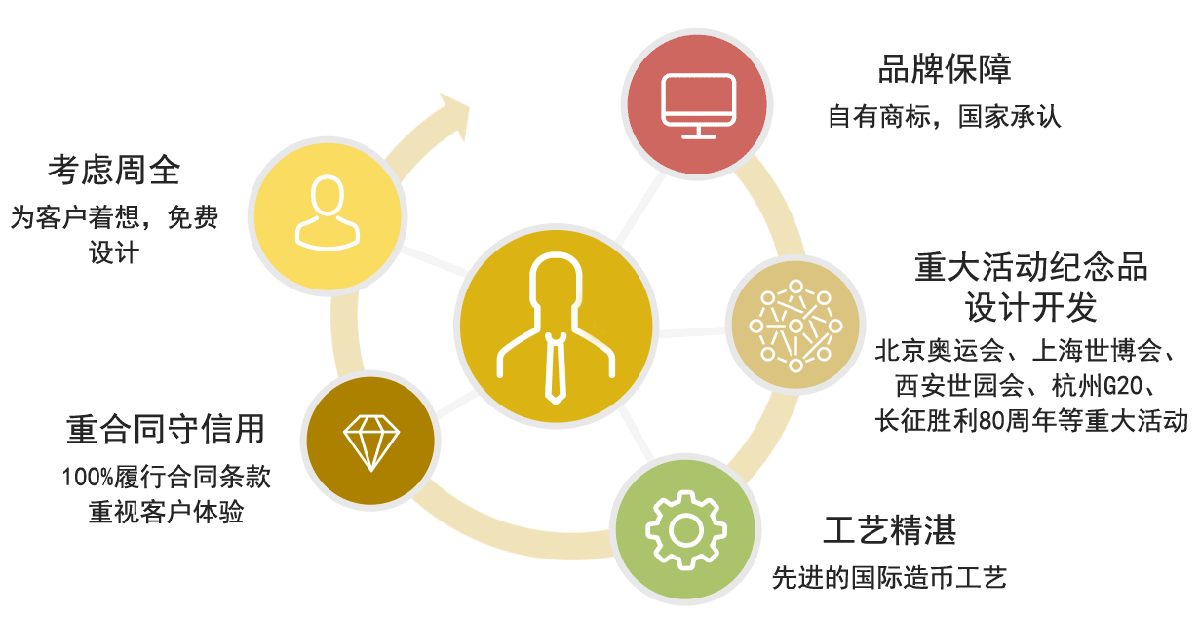 品牌保障
自有商标，国家承认
重大活动纪念品
设计开发
北京奥运会、上海世博会、
西安世园会、杭州G20、
长征胜利80周年等重大活动
工艺精湛
先进的国际造币工艺
重合同守信用
100%履行合同条款
重视客户体验
考虑周全
为客户着想，免费
设计